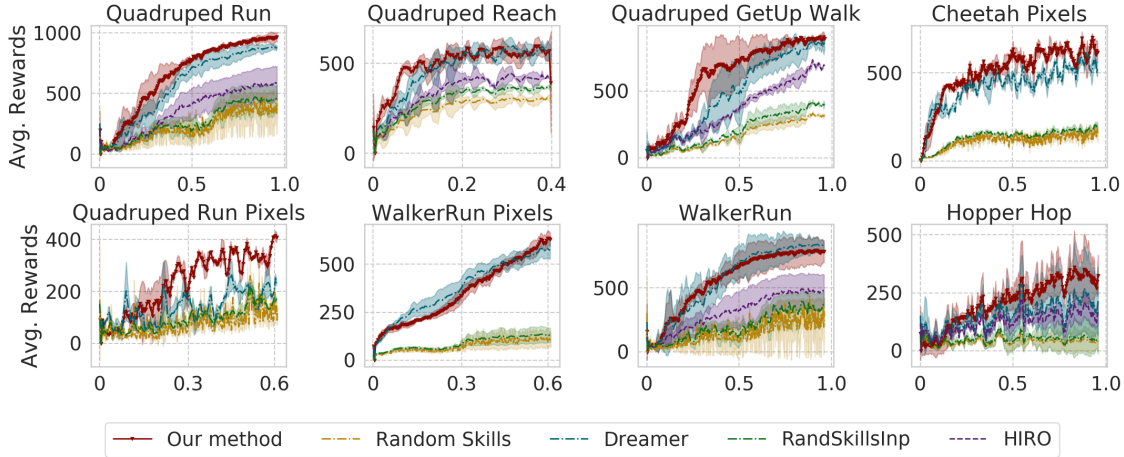 Quadruped Run
Quadruped Reach
Quadruped GetUp Walk
Cheetah Pixels
Avg. Rewards
1000
500
0
0 0.5 1.0
500
0
0 0.2 0.4
500
0
0 0.5 1.0
500
0
0 0.5 1.0
Quadruped Run Pixels
WalkerRun Pixels
WalkerRun
Hopper Hop
Avg. Rewards
400
200
0
0 0.3 0.6
500
250
0
0 0.3 0.6
500
0
0 0.5 1.0
500
250
0
0 0.5 1.0
Our method Random Skills Dreamer RandSkillsInp HIRO